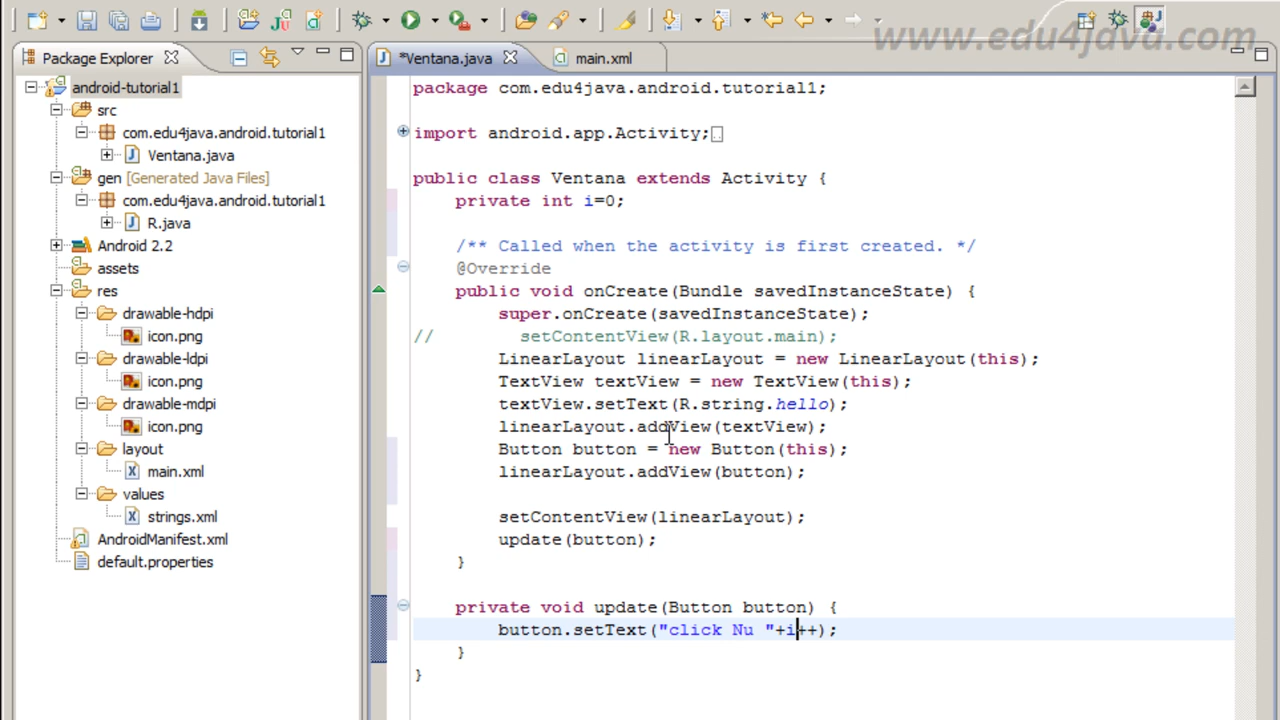 www.edu4java.com
Package Explorer
*Ventana.java
main.xml
android-tutorial1
src
com.edu4java.android.tutorial1
Ventana.java
gen [Generated Java Files]
com.edu4java.android.tutorial1
R.java
Android 2.2
assets
res
drawable-hdpi
icon.png
drawable-ldpi
icon.png
drawable-mdpi
icon.png
layout
main.xml
values
strings.xml
AndroidManifest.xml
default.properties
package com.edu4java.android.tutorial1;
import android.app.Activity;
public class Ventana extends Activity {
private int i=0;
/** Called when the activity is first created. */
@Override
public void onCreate(Bundle savedInstanceState) {
super.onCreate(savedInstanceState);
// setContentView(R.layout.main);
LinearLayout linearLayout = new LinearLayout(this);
TextView textView = new TextView(this);
textView.setText(R.string.hello);
linearLayout.addView(textView);
Button button = new Button(this);
linearLayout.addView(button);
setContentView(linearLayout);
update(button);
}
private void update(Button button) {
button.setText("click Nu "+i++);
}
}